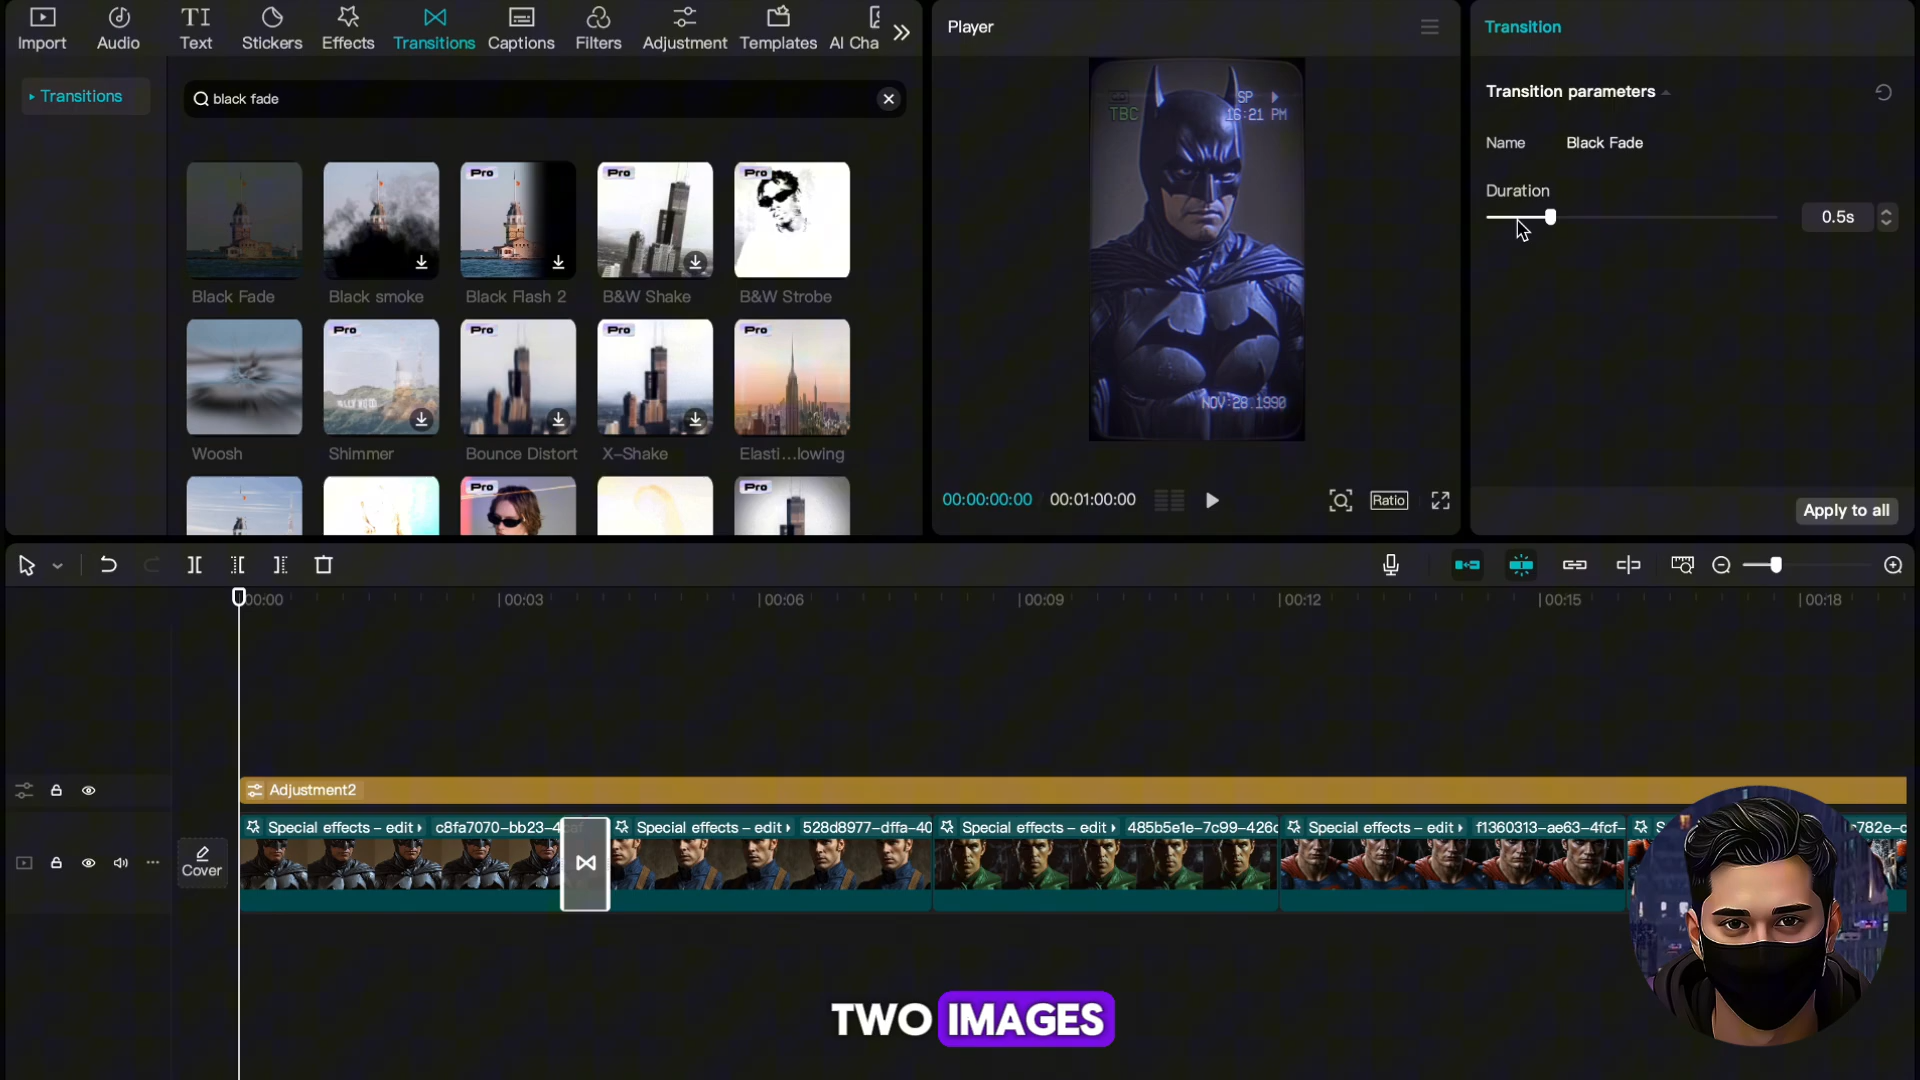 Import
Audio
Text
Stickers
Effects
Transitions
Captions
Filters
Adjustment
Templates
AI Cha
Transitions
black fade
Black Fade
Black smoke
Pro
Black Flash 2
Pro
B&W Shake
Pro
B&W Strobe
Woosh
Pro
Shimmer
Pro
Bounce Distort
Pro
X-Shake
Pro
Elasti...lowing
Pro
Pro
Player
TBC
SP
16:21 PM
NOV.28.1990
00:00:00:00
00:01:00:00
Ratio
Transition
Transition parameters
Name
Black Fade
Duration
0.5s
Apply to all
00:00
00:03
00:06
00:09
00:12
00:15
00:18
Adjustment2
Cover
Special effects – edit
c8fa7070-bb23-4
Special effects – edit
528d8977-dffa-40
Special effects – edit
485b5e1e-7c99-426c
Special effects – edit
f1360313-ae63-4fcf-
782e-c
TWO IMAGES